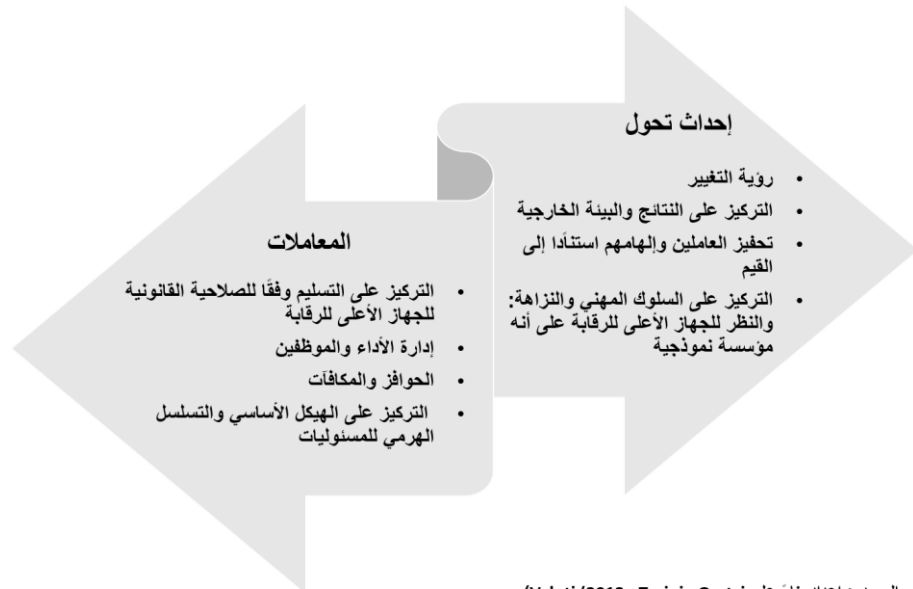 إحداث تحول
• رؤية التغيير
• التركيز على النتائج والبيئة الخارجية
• تحفيز العاملين وإلهامهم استنادًا إلى
القيم
• التركيز على السلوك المهني والنزاهة:
والنظر للجهاز الأعلى للرقابة على أنه
مؤسسة نموذجية
المعاملات
• التركيز على التسليم وفقًا للصلاحية القانونية
للجهاز الأعلى للرقابة
• إدارة الأداء والموظفين
• الحوافز والمكافآت
• التركيز على الهيكل الأساسي والتسلسل
الهرمي للمسئوليات